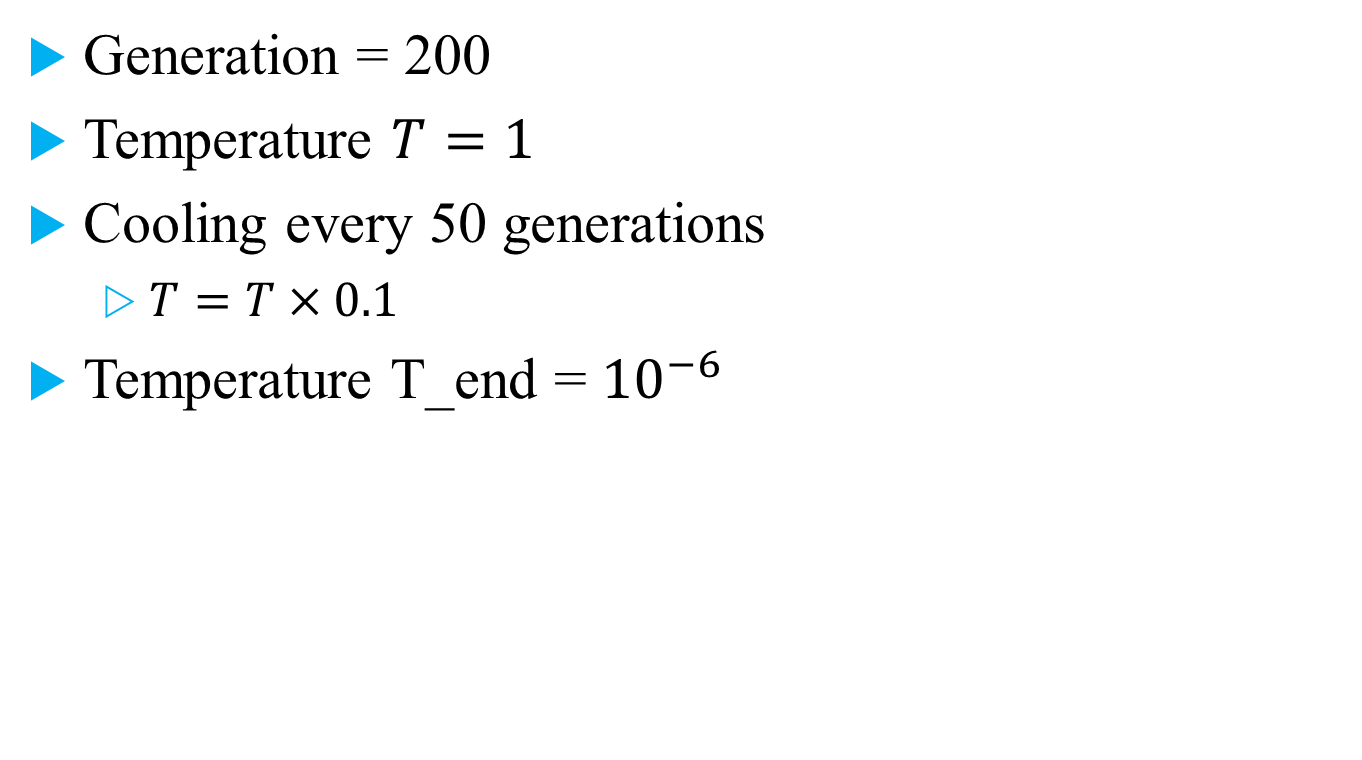 Generation = 200
Temperature 𝑇 = 1
Cooling every 50 generations
𝑇 = 𝑇 × 0.1
Temperature T_end = 10⁻⁶